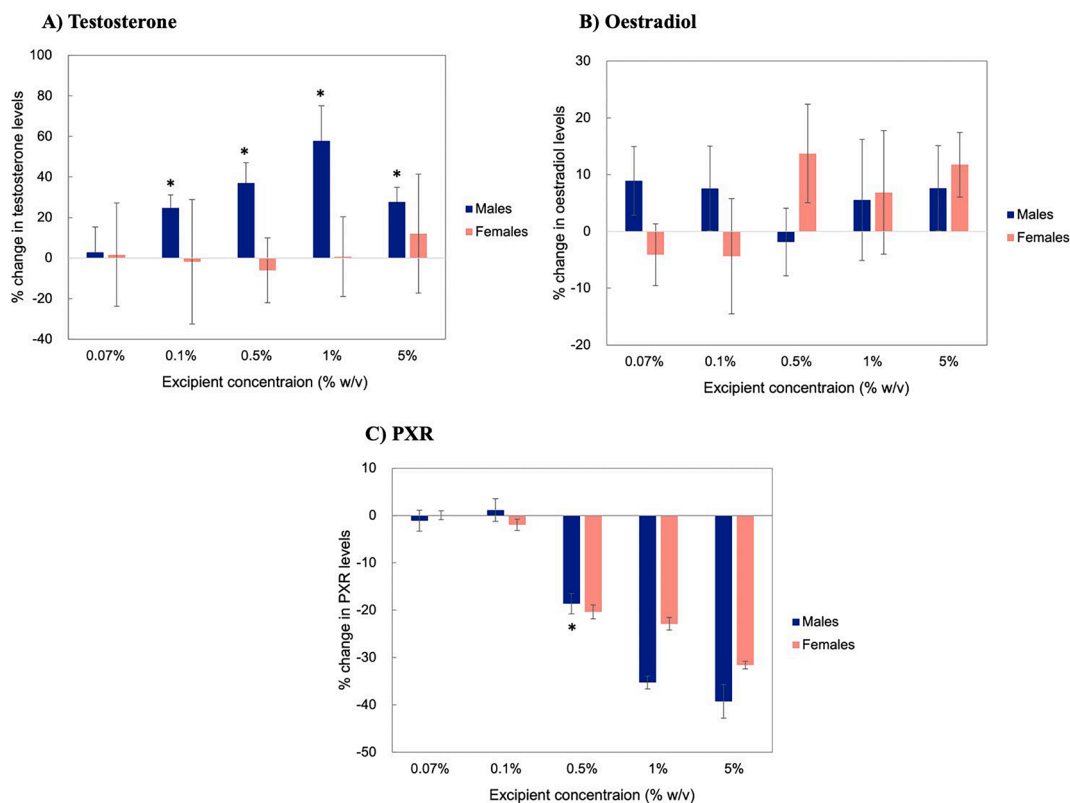 A) Testosterone
100
80
60
40
20
0
-20
-40
% change in testosterone levels
*
*
*
*
0.07%
0.1%
0.5%
1%
5%
Excipient concentraion (% w/v)
Males
Females
B) Oestradiol
30
20
10
0
-10
-20
% change in oestradiol levels
0.07%
0.1%
0.5%
1%
5%
Excipient concentraion (% w/v)
Males
Females
C) PXR
10
0
-10
-20
-30
-40
-50
% change in PXR levels
*
0.07%
0.1%
0.5%
1%
5%
Excipient concentraion (% w/v)
Males
Females